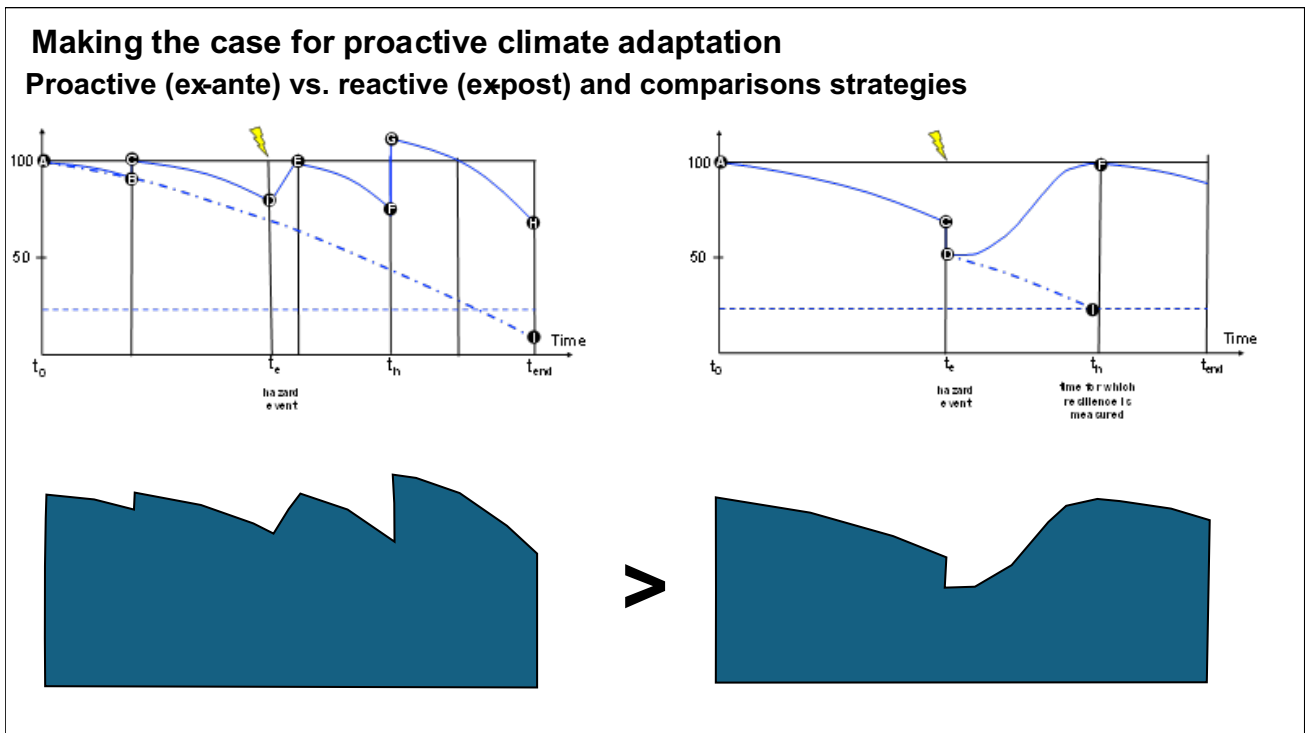 Making the case for proactive climate adaptation
Proactive (ex-ante) vs. reactive (ex-post) and comparisons strategies
100
50
A
B
C
D
E
F
G
H
I
Time
t₀
tₑ
tₕ
tend
hazard
event
100
50
A
C
D
F
I
Time
t₀
tₑ
tₕ
tend
hazard
event
time for which
resilience is
measured
>